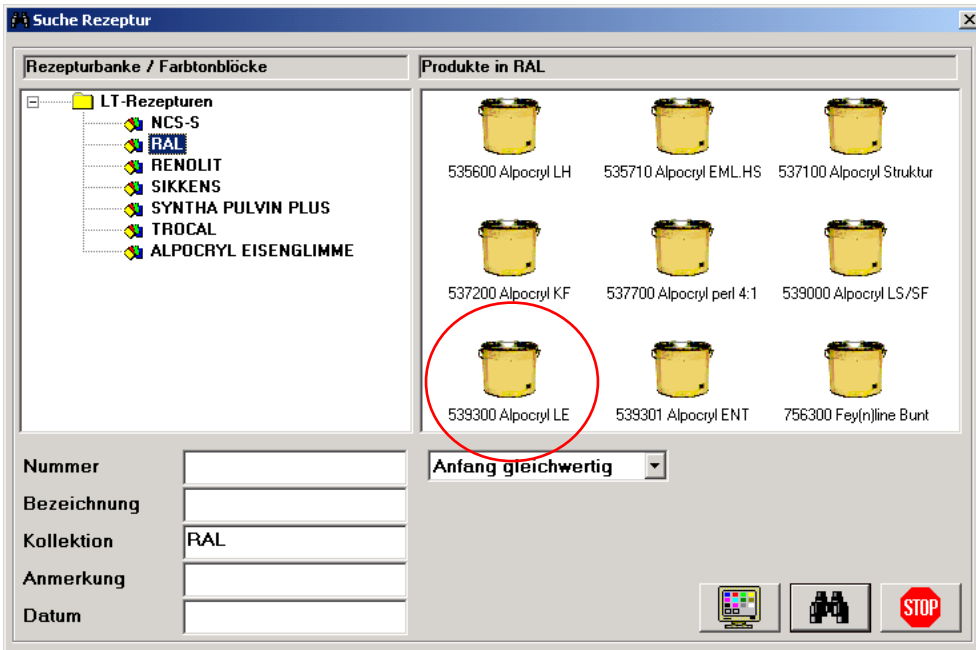 Suche Rezeptur
Rezepturbanke / Farbtonblöcke
Produkte in RAL
LT-Rezepturen
NCS-S
RAL
RENOLIT
SIKKENS
SYNTHA PULVIN PLUS
TROCAL
ALPOCRYL EISENGLIMME
535600 Alpocryl LH
535710 Alpocryl EML.HS
537100 Alpocryl Struktur
537200 Alpocryl KF
537700 Alpocryl perl 4:1
539000 Alpocryl LS/SF
539300 Alpocryl LE
539301 Alpocryl ENT
756300 Fey(n)line Bunt
Nummer
Anfang gleichwertig
Bezeichnung
Kollektion RAL
Anmerkung
Datum
STOP